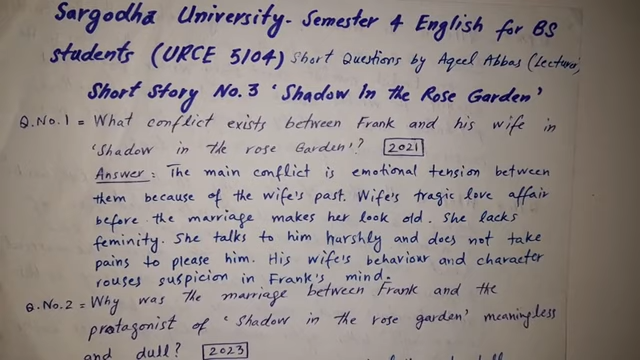 Sargodha University- Semester 4 English for BS
students (URCE 5104) Short Questions by Aqeel Abbas (Lecturer)
Short Story No. 3 'Shadow In the Rose Garden'
Q.No.1 = What conflict exists between Frank and his wife in
'Shadow in the rose Garden'? 2021
Answer: The main conflict is emotional tension between
them because of the wife's past. Wife's tragic love affair
before the marriage makes her look old. She lacks
feminity. She talks to him harshly and does not take
pains to please him. His wife's behaviour and character
rouses suspicion in Frank's mind.
Q.No.2 = Why was the marriage between Frank and the
protagonist of 'Shadow in the rose garden' meaningless
and dull? 2023